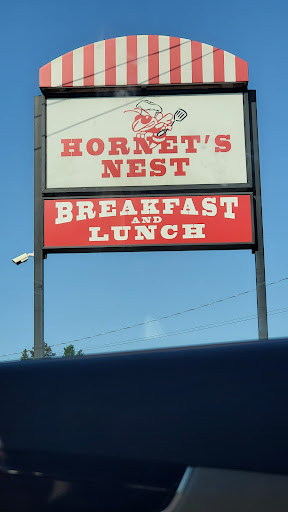 HORNET'S
NEST
BREAKFAST
AND
LUNCH